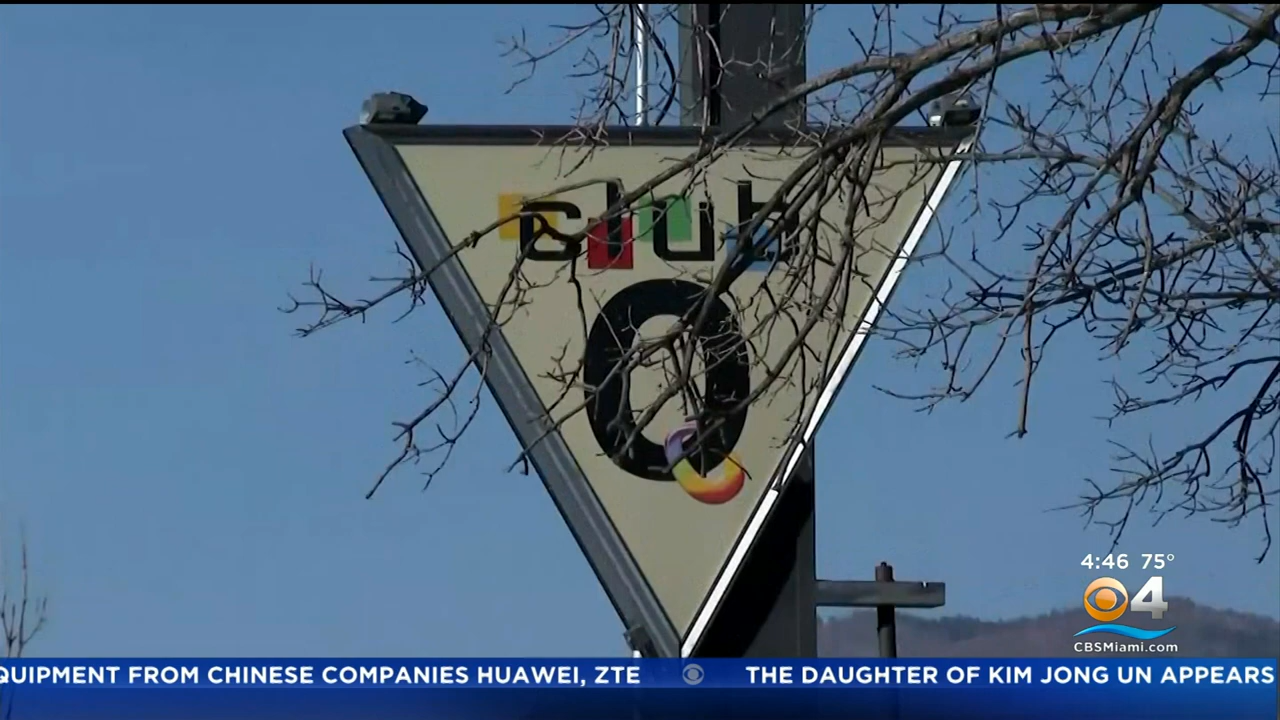 club
Q
4:46 75°
4
CBSMiami.com
QUIPMENT FROM CHINESE COMPANIES HUAWEI, ZTE THE DAUGHTER OF KIM JONG UN APPEARS